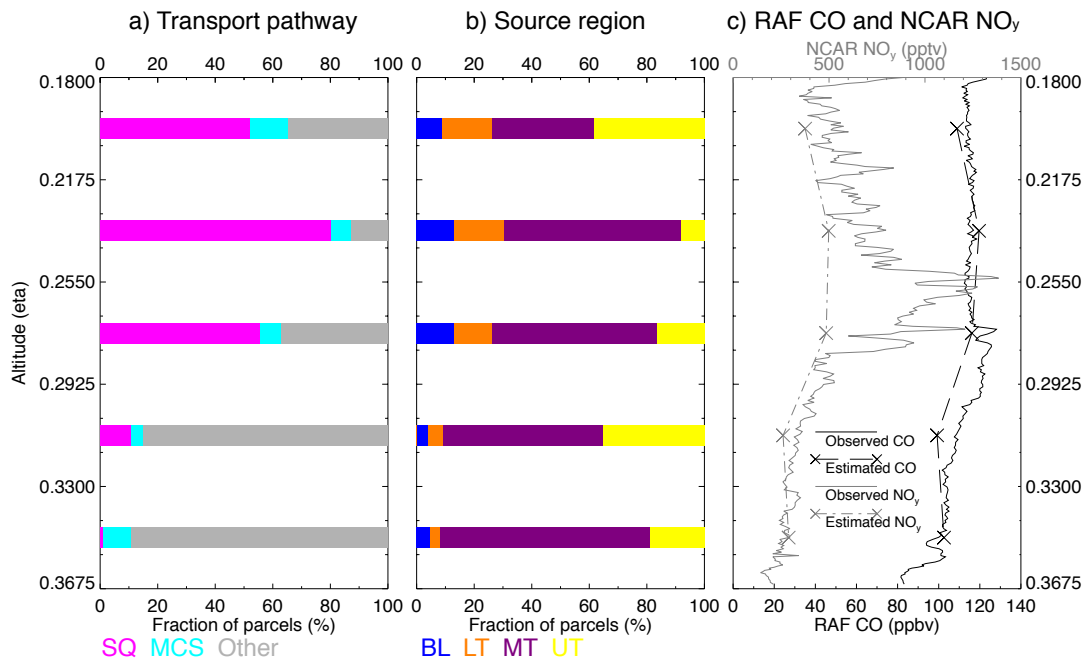 a) Transport pathway
b) Source region
c) RAF CO and NCAR NOy
NCAR NOy (pptv)
0 20 40 60 80 100
0 20 40 60 80 100
0 500 1000 1500
0.1800
0.2175
0.2550
0.2925
0.3300
0.3675
Altitude (eta)
0.1800
0.2175
0.2550
0.2925
0.3300
0.3675
Observed CO
Estimated CO
Observed NOy
Estimated NOy
0 20 40 60 80 100
0 20 40 60 80 100
0 20 40 60 80 100 120 140
Fraction of parcels (%)
Fraction of parcels (%)
RAF CO (ppbv)
SQ MCS Other
BL LT MT UT